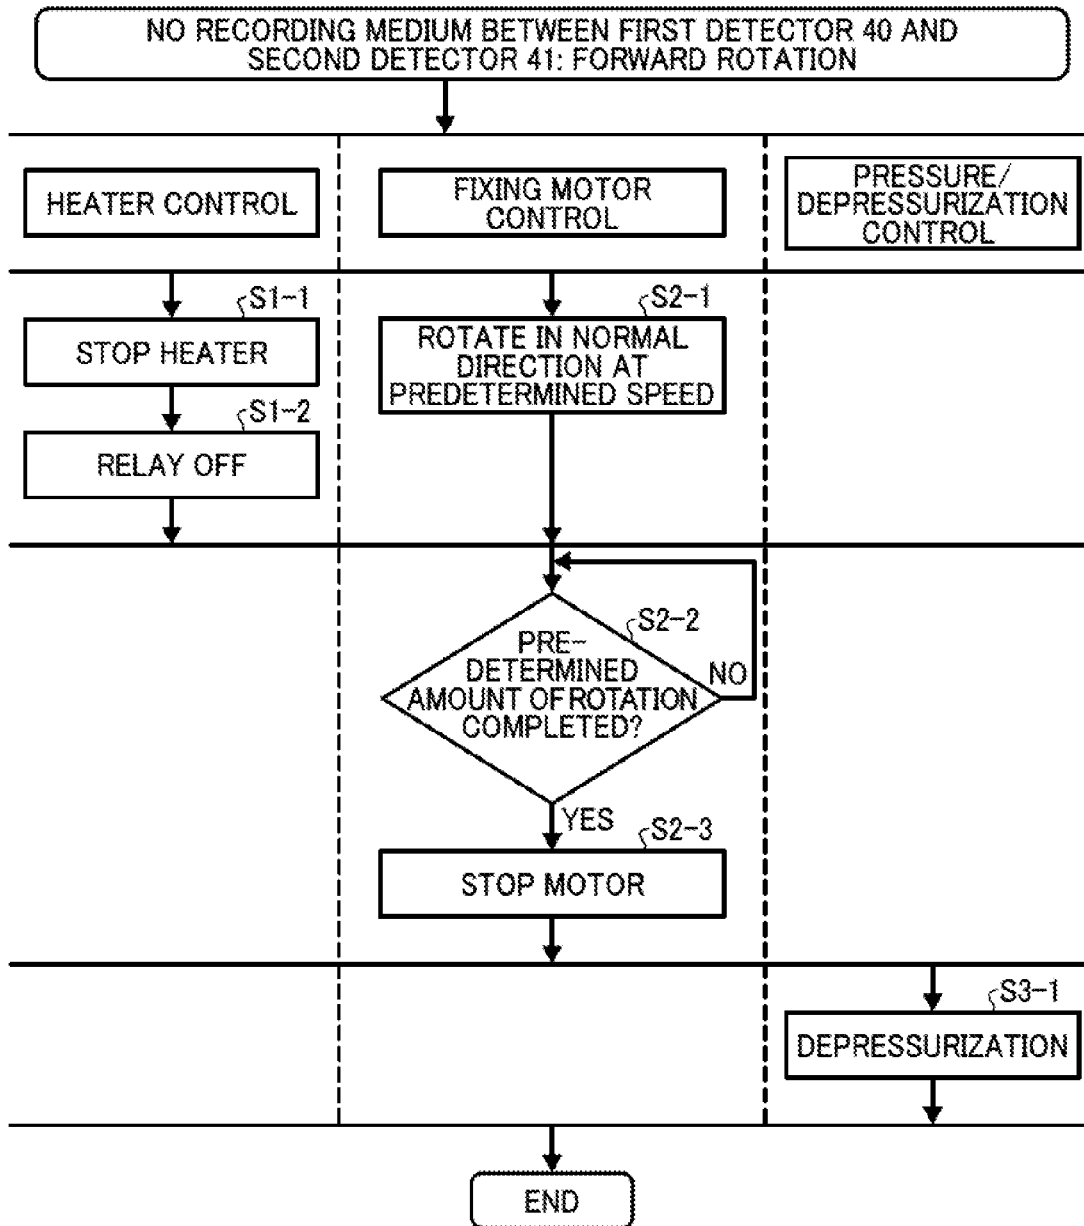 NO RECORDING MEDIUM BETWEEN FIRST DETECTOR 40 AND
SECOND DETECTOR 41: FORWARD ROTATION
HEATER CONTROL
FIXING MOTOR
CONTROL
PRESSURE/
DEPRESSURIZATION
CONTROL
S1-1
STOP HEATER
S1-2
RELAY OFF
S2-1
ROTATE IN NORMAL
DIRECTION AT
PREDETERMINED SPEED
S2-2
PRE-
DETERMINED
AMOUNT OF ROTATION
COMPLETED?
NO
YES
S2-3
STOP MOTOR
S3-1
DEPRESSURIZATION
END